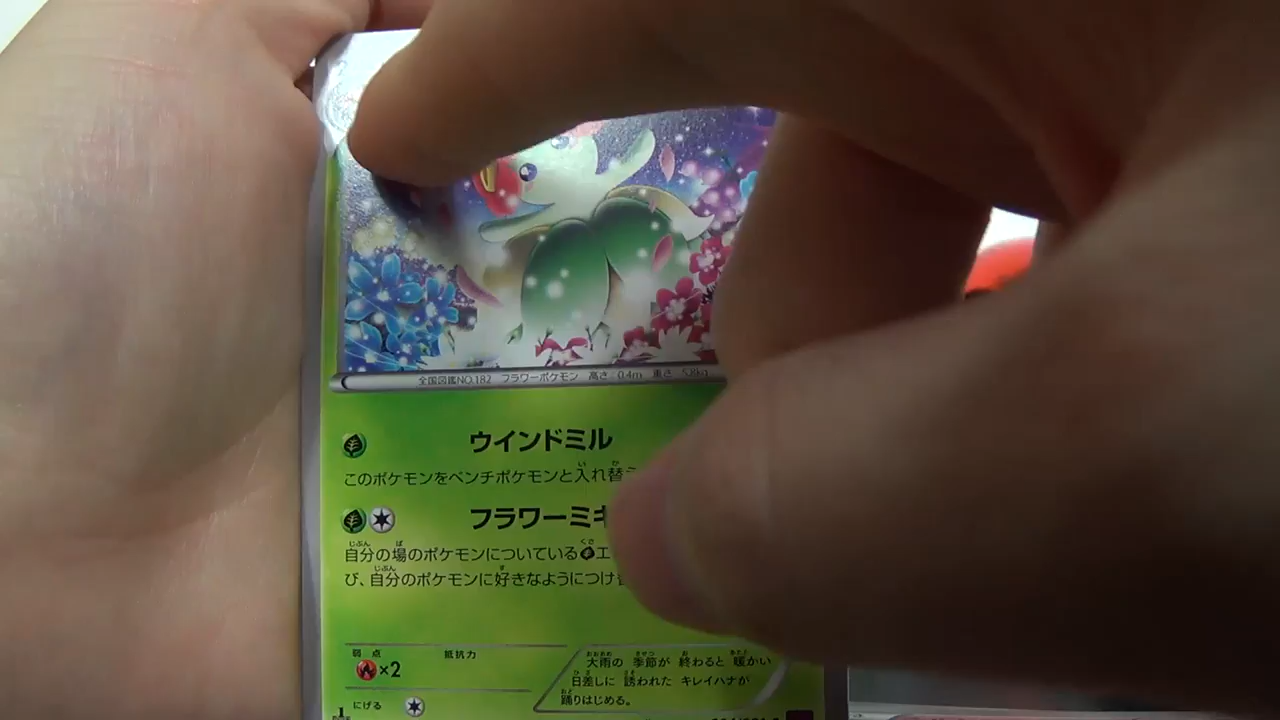 全国図鑑NO.182 フラワーポケモン 高さ：0.4m 重さ 5.8kg
ウインドミル
このポケモンをベンチポケモンと入れ替
フラワーミキ
自分の場のポケモンについているエ
び、自分のポケモンに好きなようにつけ
弱点
抵抗力
×2
大雨の 季節が 終わると 暖かい
日差しに 誘われた キレイハナが
踊りはじめる。
にげる